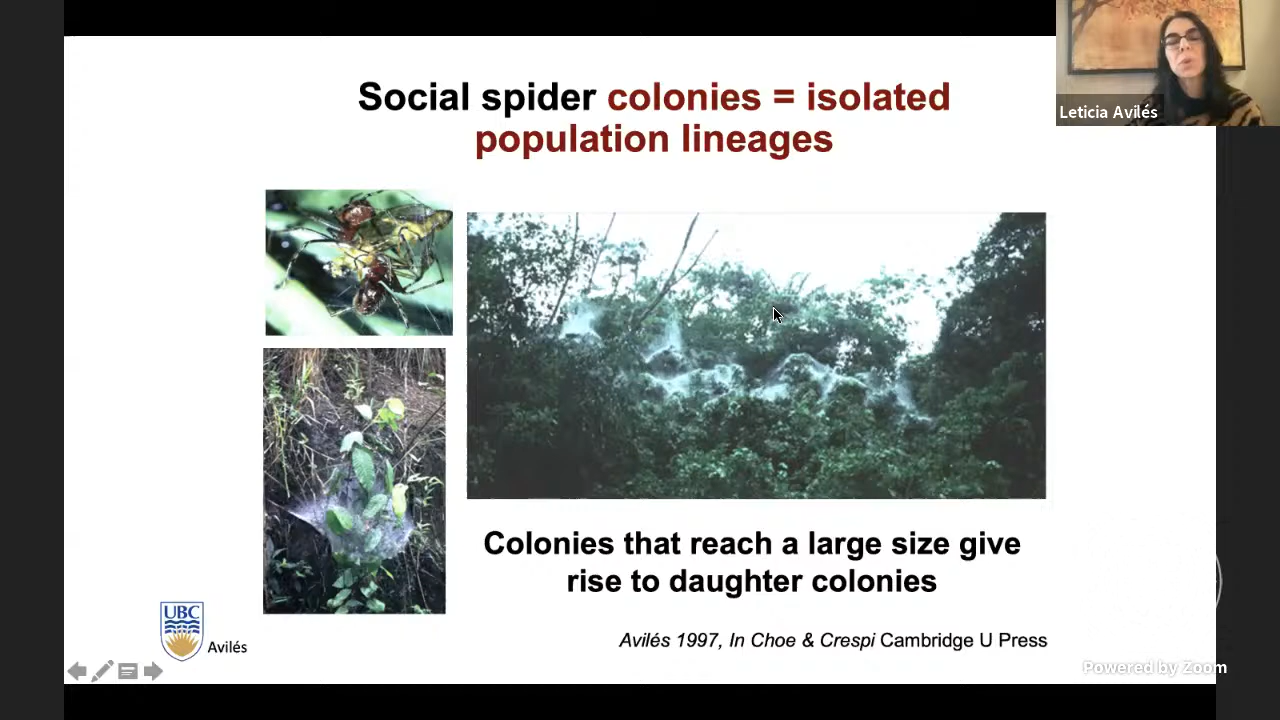 Social spider colonies = isolated
population lineages
Leticia Avilés
Colonies that reach a large size give
rise to daughter colonies
UBC
Avilés
Avilés 1997, In Choe & Crespi Cambridge U Press
Powered by Zoom